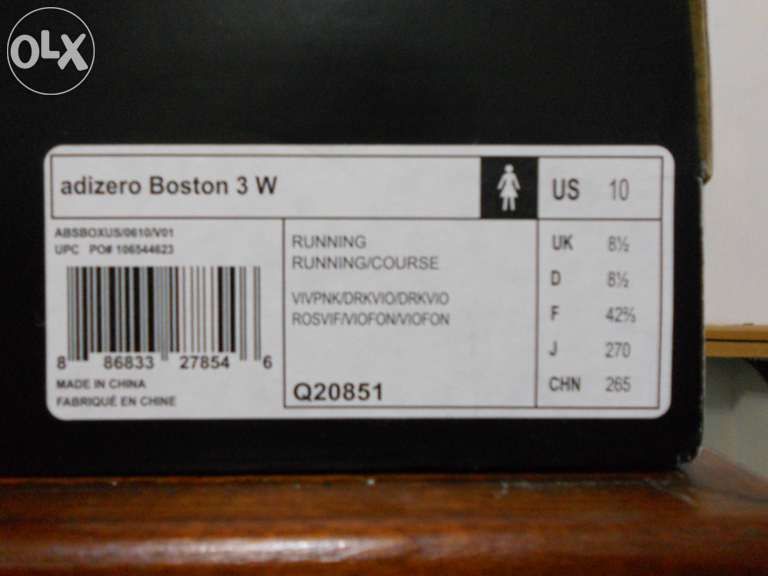 OLX
adizero Boston 3 W
US 10
ABSBOXUS/0610/V01
UPC PO# 106544623
8 86833 27854 6
MADE IN CHINA
FABRIQUÉ EN CHINE
RUNNING
RUNNING/COURSE
VIVPNK/DRKVIO/DRKVIO
ROSVIF/VIOFON/VIOFON
Q20851
UK 8½
D 8½
F 42⅔
J 270
CHN 265